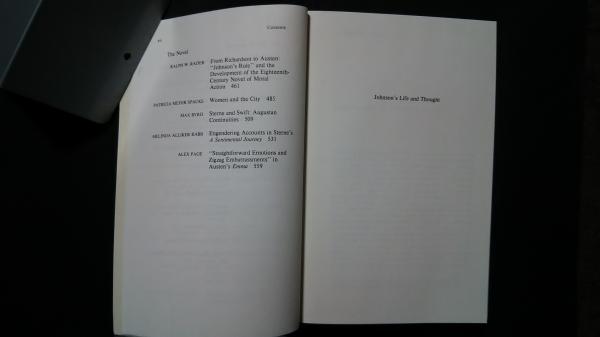 Contents
The Novel
RALPH W. RADER From Richardson to Austen:
"Johnson's Rule" and the
Development of the Eighteenth-
Century Novel of Moral
Action 461
PATRICIA MEYER SPACKS Women and the City 485
MAX BYRD Sterne and Swift: Augustan
Continuities 509
MELINDA ALLIKER RABB Engendering Accounts in Sterne's
A Sentimental Journey 531
ALEX PAGE "Straightforward Emotions and
Zigzag Embarrassments" in
Austen's Emma 559
Johnson's Life and Thought